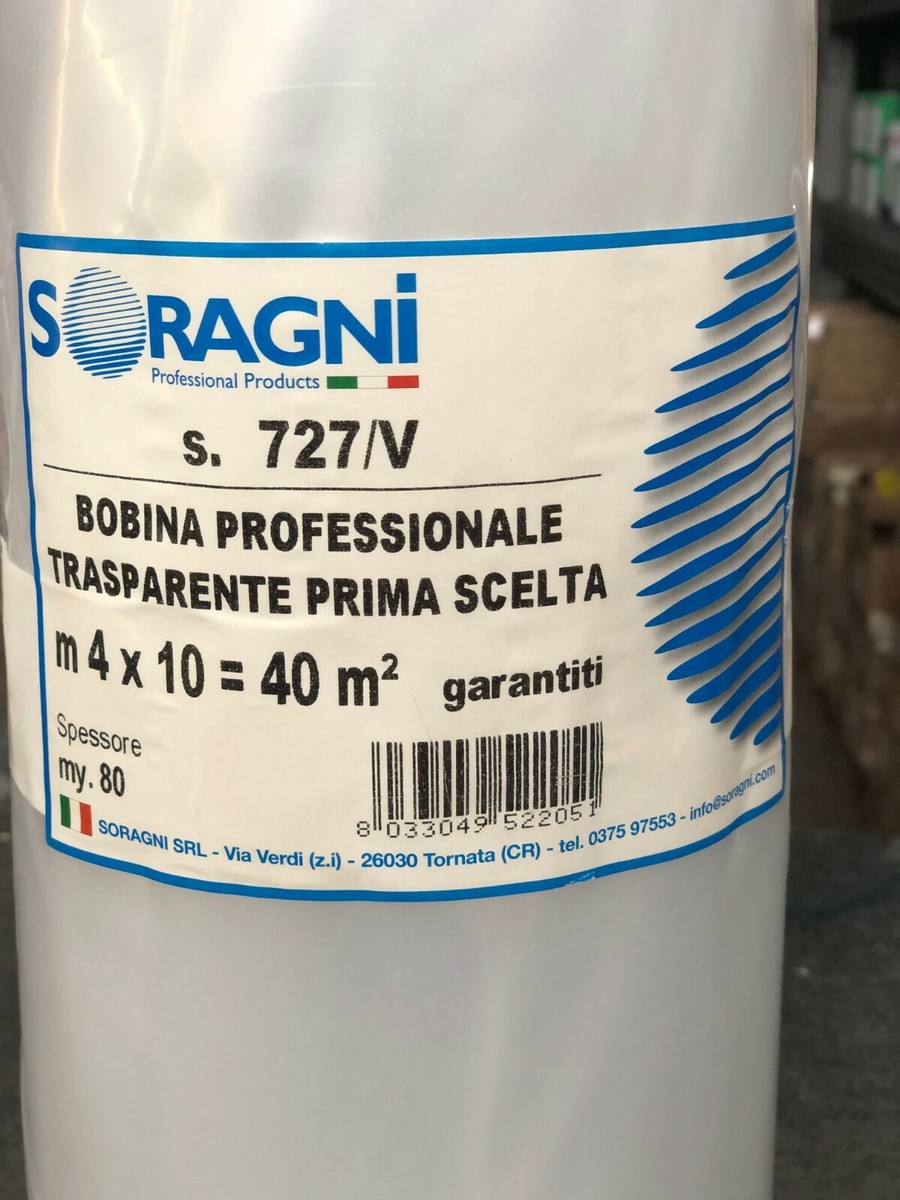 SORAGNI
Professional Products
s. 727/V
BOBINA PROFESSIONALE
TRASPARENTE PRIMA SCELTA
m 4 x 10 = 40 m² garantiti
Spessore
my. 80
8 033049 522051
SORAGNI SRL - Via Verdi (z.i) - 26030 Tornata (CR) - tel. 0375 97553 - info@soragni.com